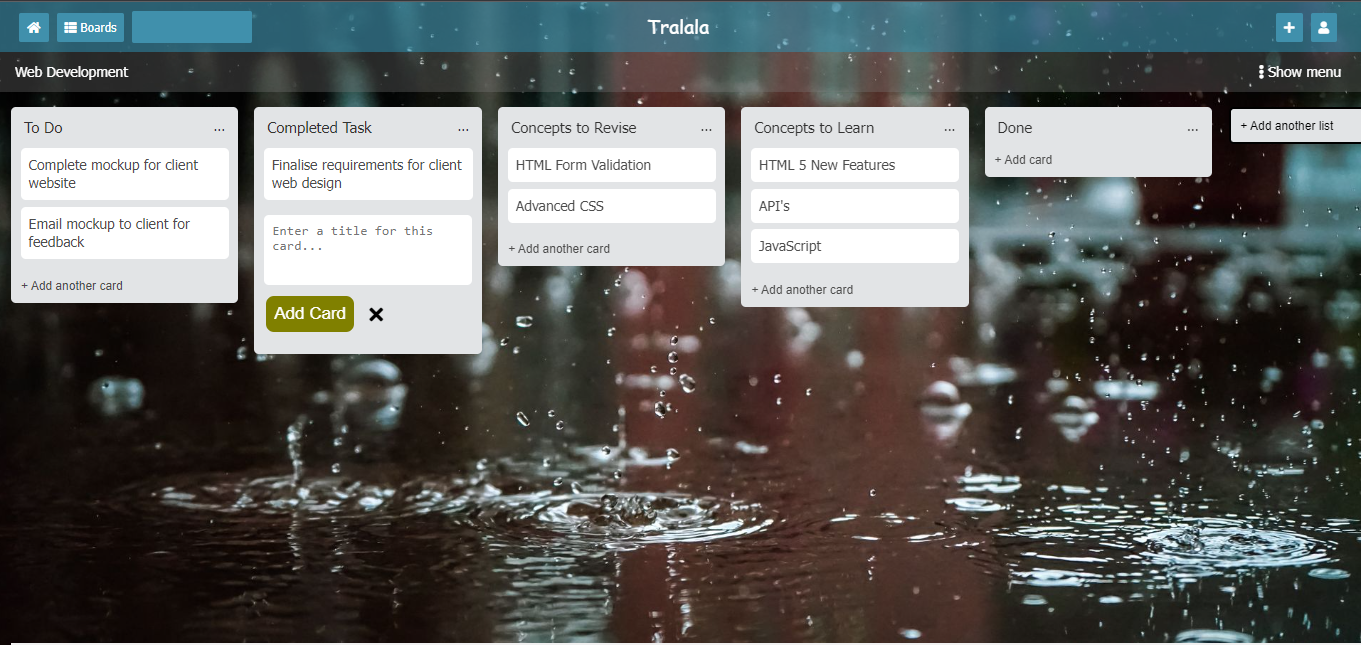 Boards
Tralala
+
Web Development
Show menu
To Do
...
Complete mockup for client
website
Email mockup to client for
feedback
+ Add another card
Completed Task
...
Finalise requirements for client
web design
Enter a title for this
card...
Add Card
Concepts to Revise
...
HTML Form Validation
Advanced CSS
+ Add another card
Concepts to Learn
...
HTML 5 New Features
API's
JavaScript
+ Add another card
Done
...
+ Add card
+ Add another list